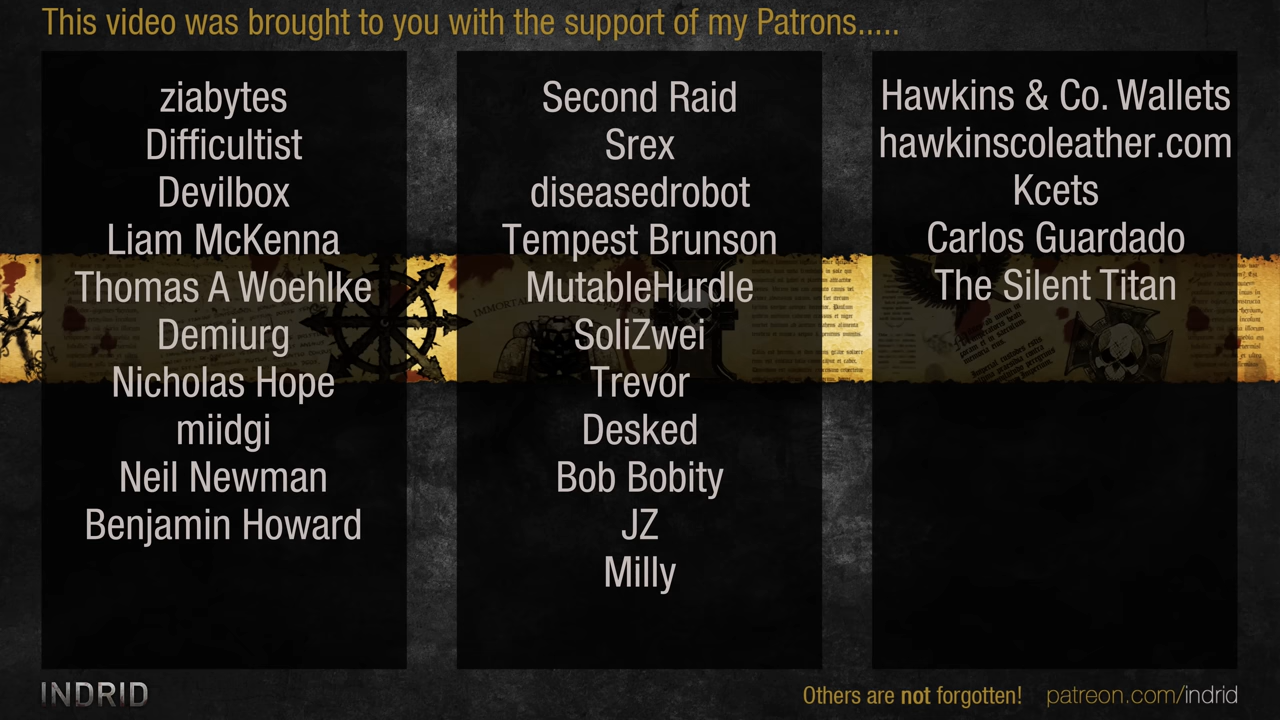 This video was brought to you with the support of my Patrons.....
ziabytes
Difficultist
Devilbox
Liam McKenna
Thomas A Woehlke
Demiurg
Nicholas Hope
miidgi
Neil Newman
Benjamin Howard
Second Raid
Srex
diseasedrobot
Tempest Brunson
MutableHurdle
SoliZwei
Trevor
Desked
Bob Bobity
JZ
Milly
Hawkins & Co. Wallets
hawkinscoleather.com
Kcets
Carlos Guardado
The Silent Titan
INDRID
Others are not forgotten!
patreon.com/indrid